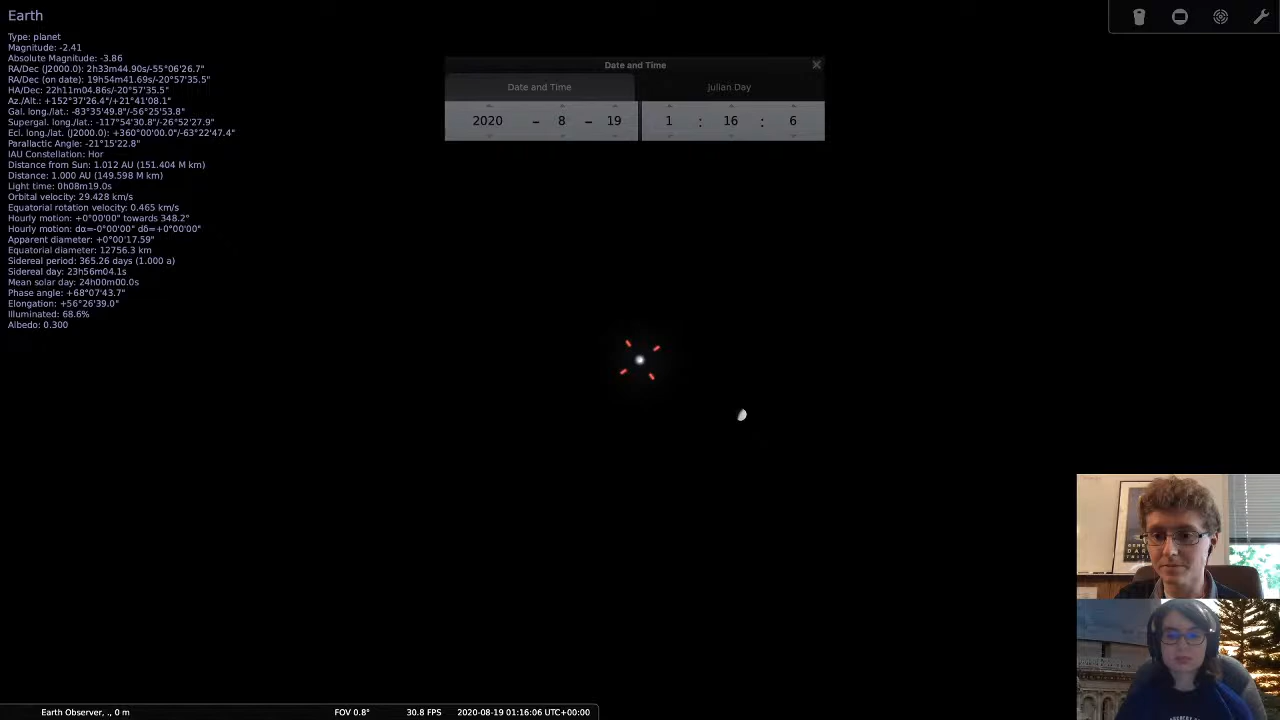 Earth
Type: planet
Magnitude: -2.41
Absolute Magnitude: -3.86
RA/Dec (J2000.0): 2h33m44.90s/-55°06'26.7"
RA/Dec (on date): 19h54m41.69s/-20°57'35.5"
HA/Dec: 22h11m04.86s/-20°57'35.5"
Az./Alt.: +152°37'26.4"/+21°41'08.1"
Gal. long./lat.: -83°35'49.8"/-56°25'53.8"
Supergal. long./lat.: -117°54'30.8"/-26°52'27.9"
Ecl. long./lat. (J2000.0): +360°00'00.0"/-63°22'47.4"
Parallactic Angle: -21°15'22.8"
IAU Constellation: Hor
Distance from Sun: 1.012 AU (151.404 M km)
Distance: 1.000 AU (149.598 M km)
Light time: 0h08m19.0s
Orbital velocity: 29.428 km/s
Equatorial rotation velocity: 0.465 km/s
Hourly motion: +0°00'00" towards 348.2°
Hourly motion: dα=-0°00'00" dδ=+0°00'00"
Apparent diameter: +0°00'17.59"
Equatorial diameter: 12756.3 km
Sidereal period: 365.26 days (1.000 a)
Sidereal day: 23h56m04.1s
Mean solar day: 24h00m00.0s
Phase angle: +68°07'43.7"
Elongation: +56°26'39.0"
Illuminated: 68.6%
Albedo: 0.300
Date and Time
Date and Time Julian Day
2020 - 8 - 19 1 : 16 : 6
Earth Observer, ., 0 m FOV 0.8° 30.8 FPS 2020-08-19 01:16:06 UTC+00:00